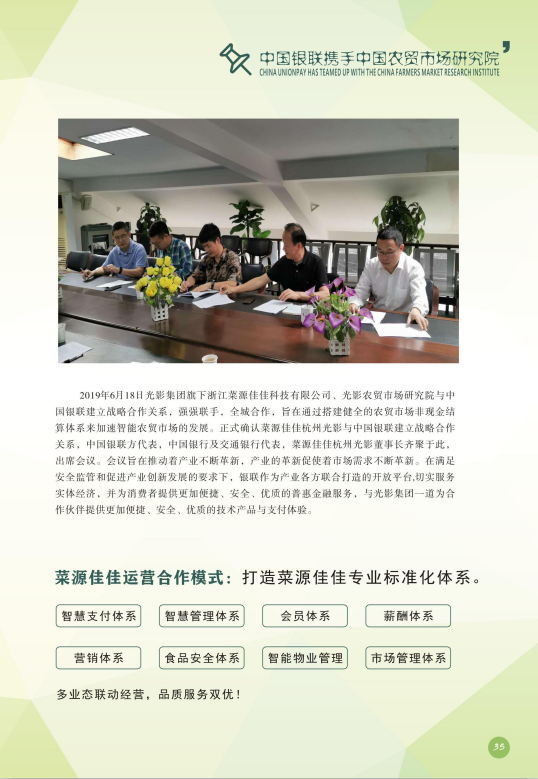 中国银联携手中国农贸市场研究院
CHINA UNIONPAY HAS TEAMED UP WITH THE CHINA FARMERS MARKET RESEARCH INSTITUTE
2019年6月18日光影集团旗下浙江菜源佳佳科技有限公司、光影农贸市场研究院与中
国银联建立战略合作关系，强强联手，全城合作，旨在通过搭建健全的农贸市场非现金结
算体系来加速智能农贸市场的发展。正式确认菜源佳佳杭州光影与中国银联建立战略合作
关系，中国银联方代表，中国银行及交通银行代表，菜源佳佳杭州光影董事长齐聚于此，
出席会议。会议旨在推动着产业不断革新，产业的革新促使着市场需求不断革新。在满足
安全监管和促进产业创新发展的要求下，银联作为产业各方联合打造的开放平台,切实服务
实体经济，并为消费者提供更加便捷、安全、优质的普惠金融服务，与光影集团一道为合
作伙伴提供更加便捷、安全、优质的技术产品与支付体验。
菜源佳佳运营合作模式：打造菜源佳佳专业标准化体系。
智慧支付体系 智慧管理体系 会员体系 薪酬体系
营销体系 食品安全体系 智能物业管理 市场管理体系
多业态联动经营，品质服务双优！
35